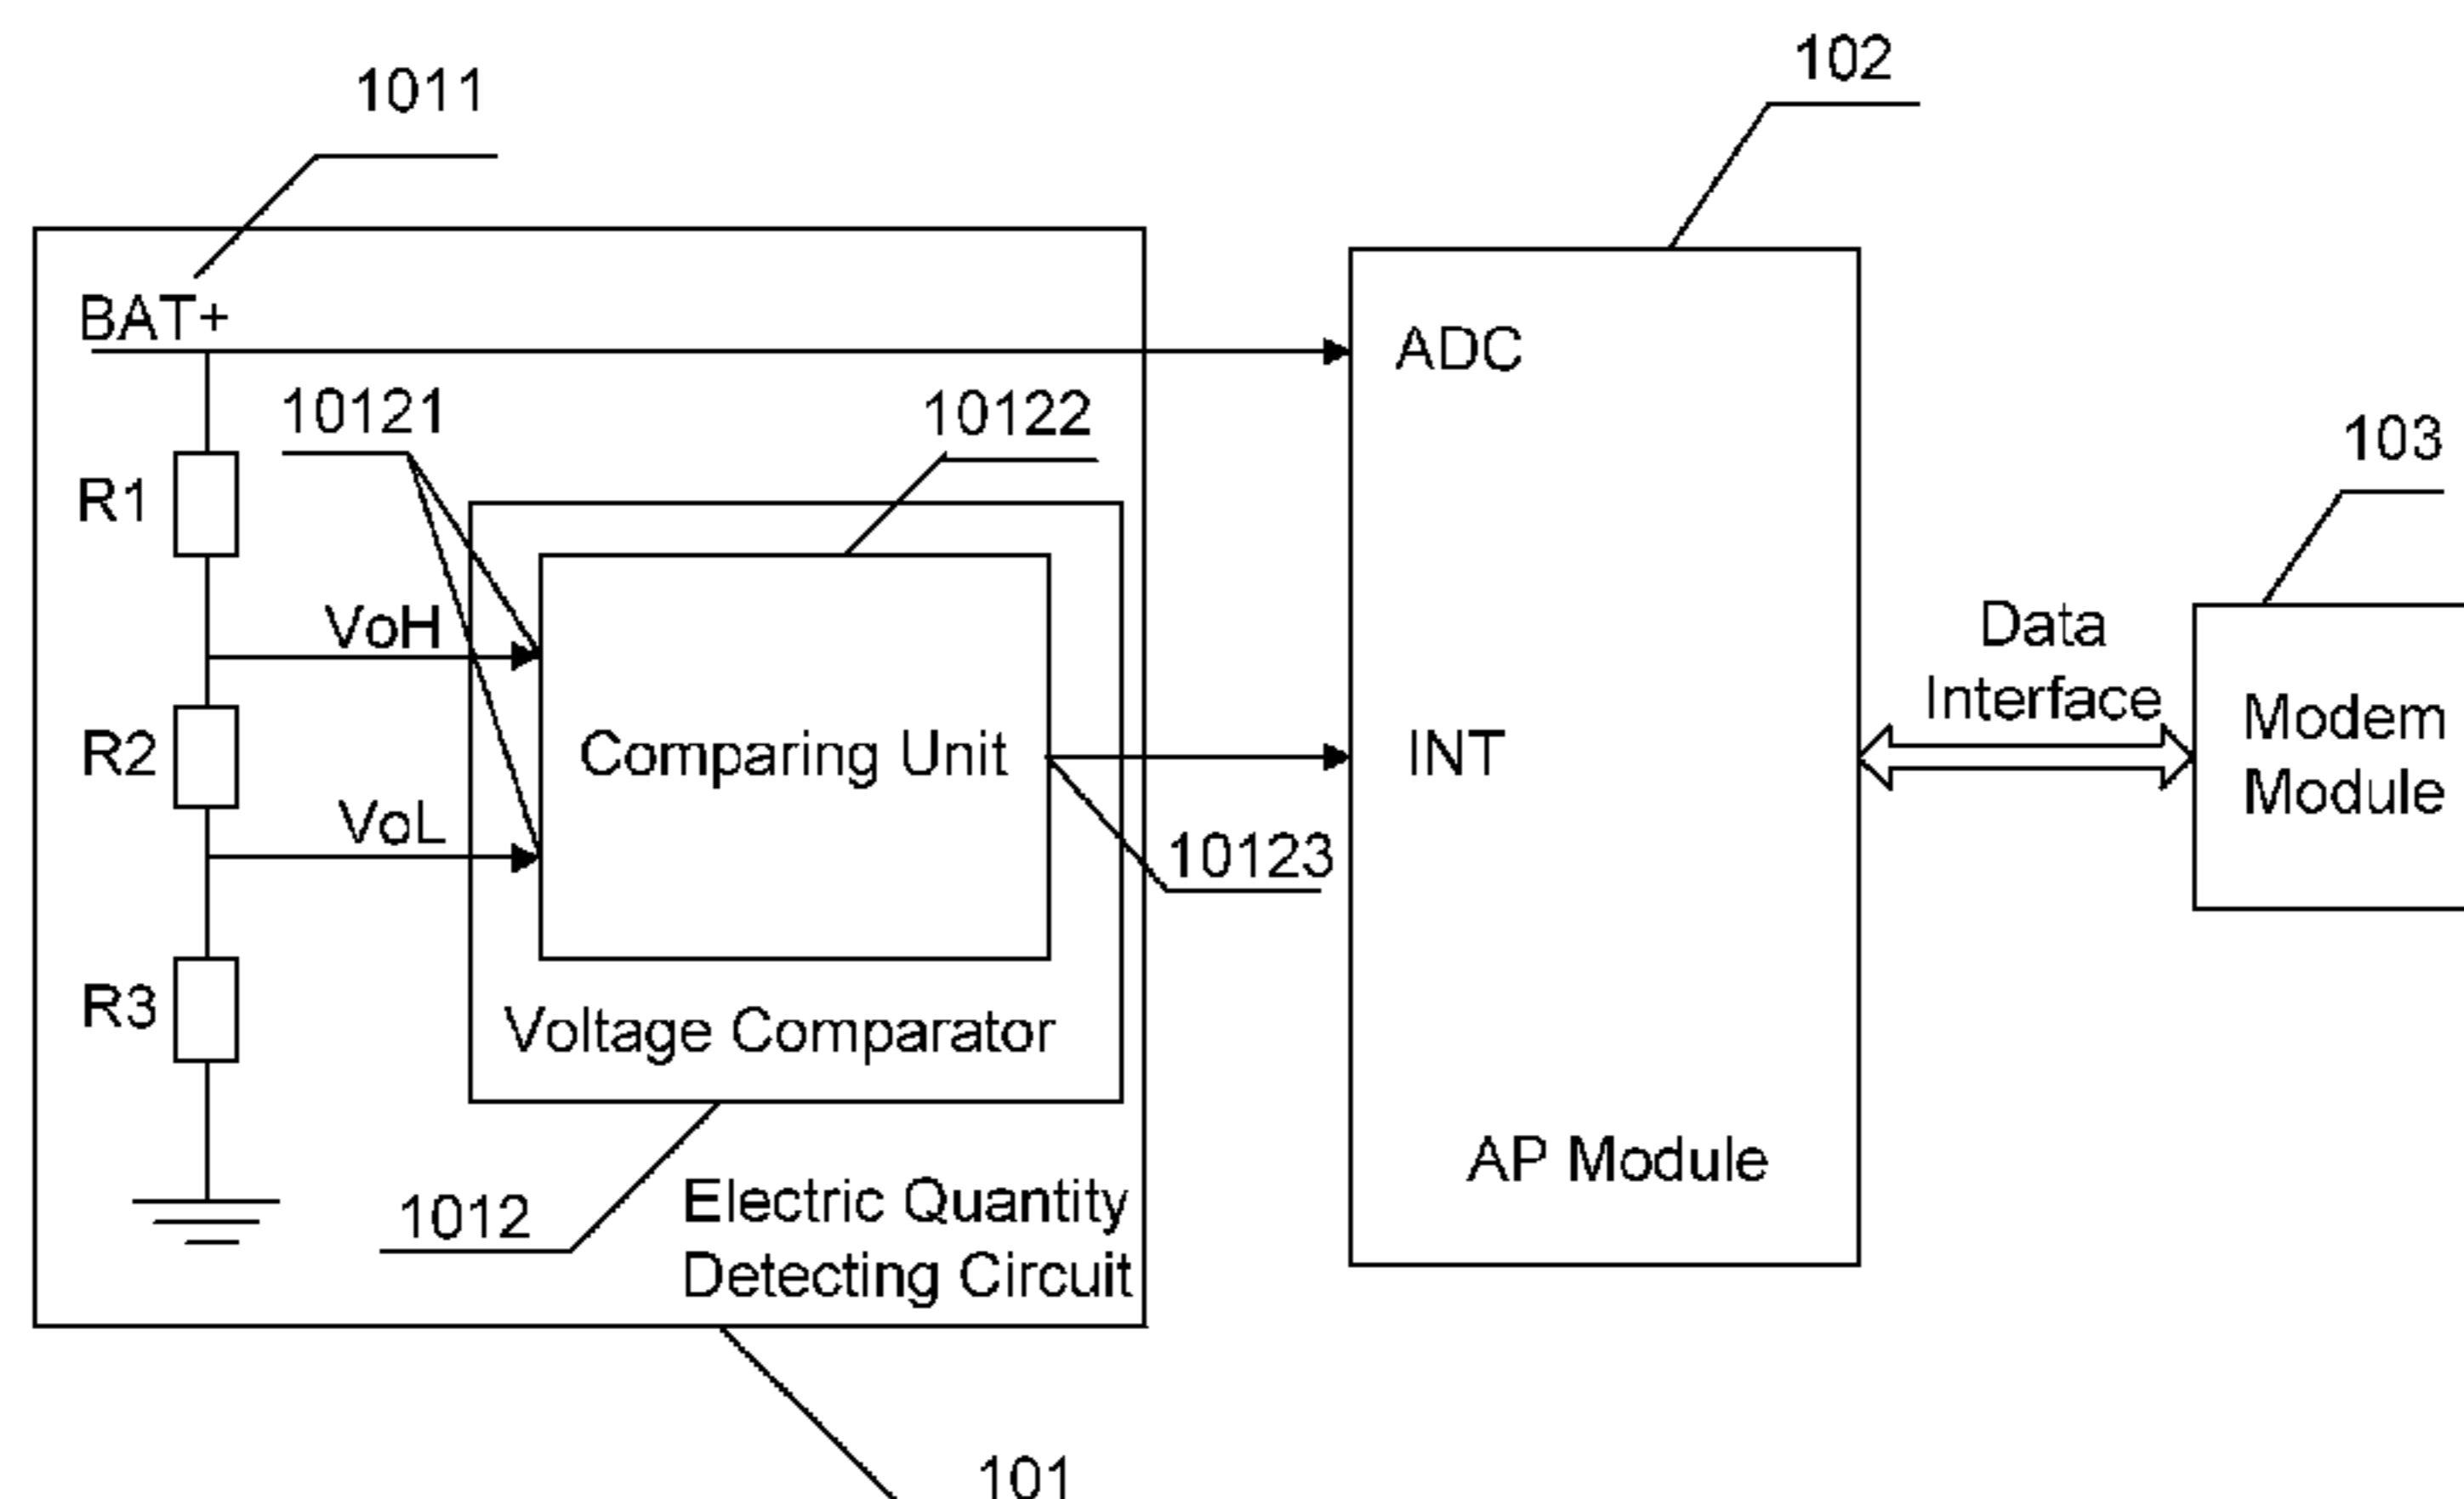 1011
102
BAT+
ADC
10121
10122
103
R1
VoH
Data
Interface
Modem
Module
R2
Comparing Unit
INT
VoL
10123
R3
Voltage Comparator
AP Module
1012
Electric Quantity
Detecting Circuit
101